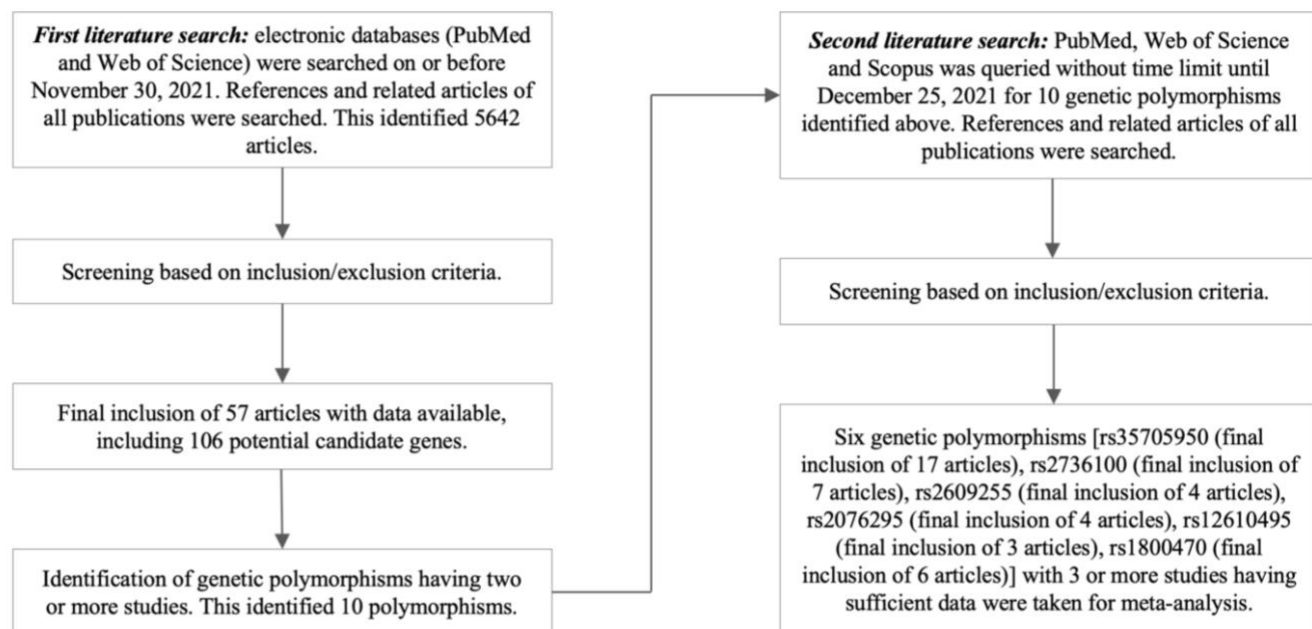 First literature search: electronic databases (PubMed
and Web of Science) were searched on or before
November 30, 2021. References and related articles of
all publications were searched. This identified 5642
articles.
Screening based on inclusion/exclusion criteria.
Final inclusion of 57 articles with data available,
including 106 potential candidate genes.
Identification of genetic polymorphisms having two
or more studies. This identified 10 polymorphisms.
Second literature search: PubMed, Web of Science
and Scopus was queried without time limit until
December 25, 2021 for 10 genetic polymorphisms
identified above. References and related articles of all
publications were searched.
Screening based on inclusion/exclusion criteria.
Six genetic polymorphisms [rs35705950 (final
inclusion of 17 articles), rs2736100 (final inclusion of
7 articles), rs2609255 (final inclusion of 4 articles),
rs2076295 (final inclusion of 4 articles), rs12610495
(final inclusion of 3 articles), rs1800470 (final
inclusion of 6 articles)] with 3 or more studies having
sufficient data were taken for meta-analysis.